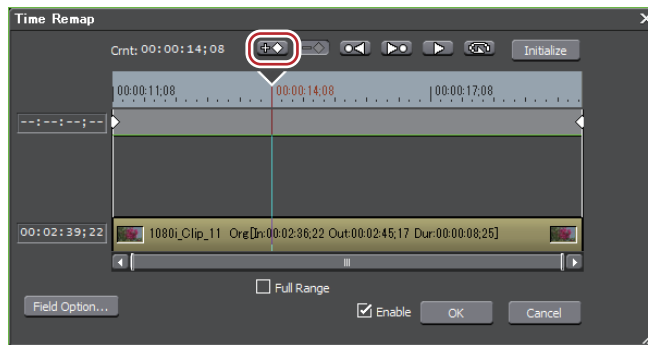 Time Remap
Crnt: 00:00:14;08
Initialize
00:00:11;08 00:00:14;08 00:00:17;08
--:--:--;--
00:02:39;22 1080i_Clip_11 Org[In:00:02:36;22 Out:00:02:45;17 Dur:00:00:08;25]
Full Range
Field Option...
Enable OK Cancel